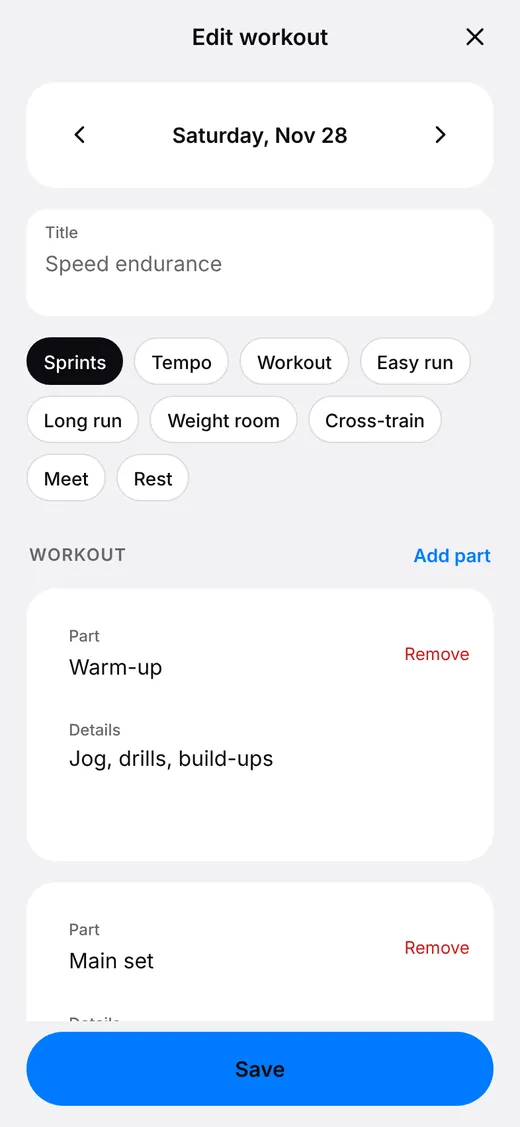 Edit workout
Saturday, Nov 28
Title
Speed endurance
Sprints Tempo Workout Easy run
Long run Weight room Cross-train
Meet Rest
WORKOUT Add part
Part
Warm-up Remove
Details
Jog, drills, build-ups
Part
Main set Remove
Details
Save